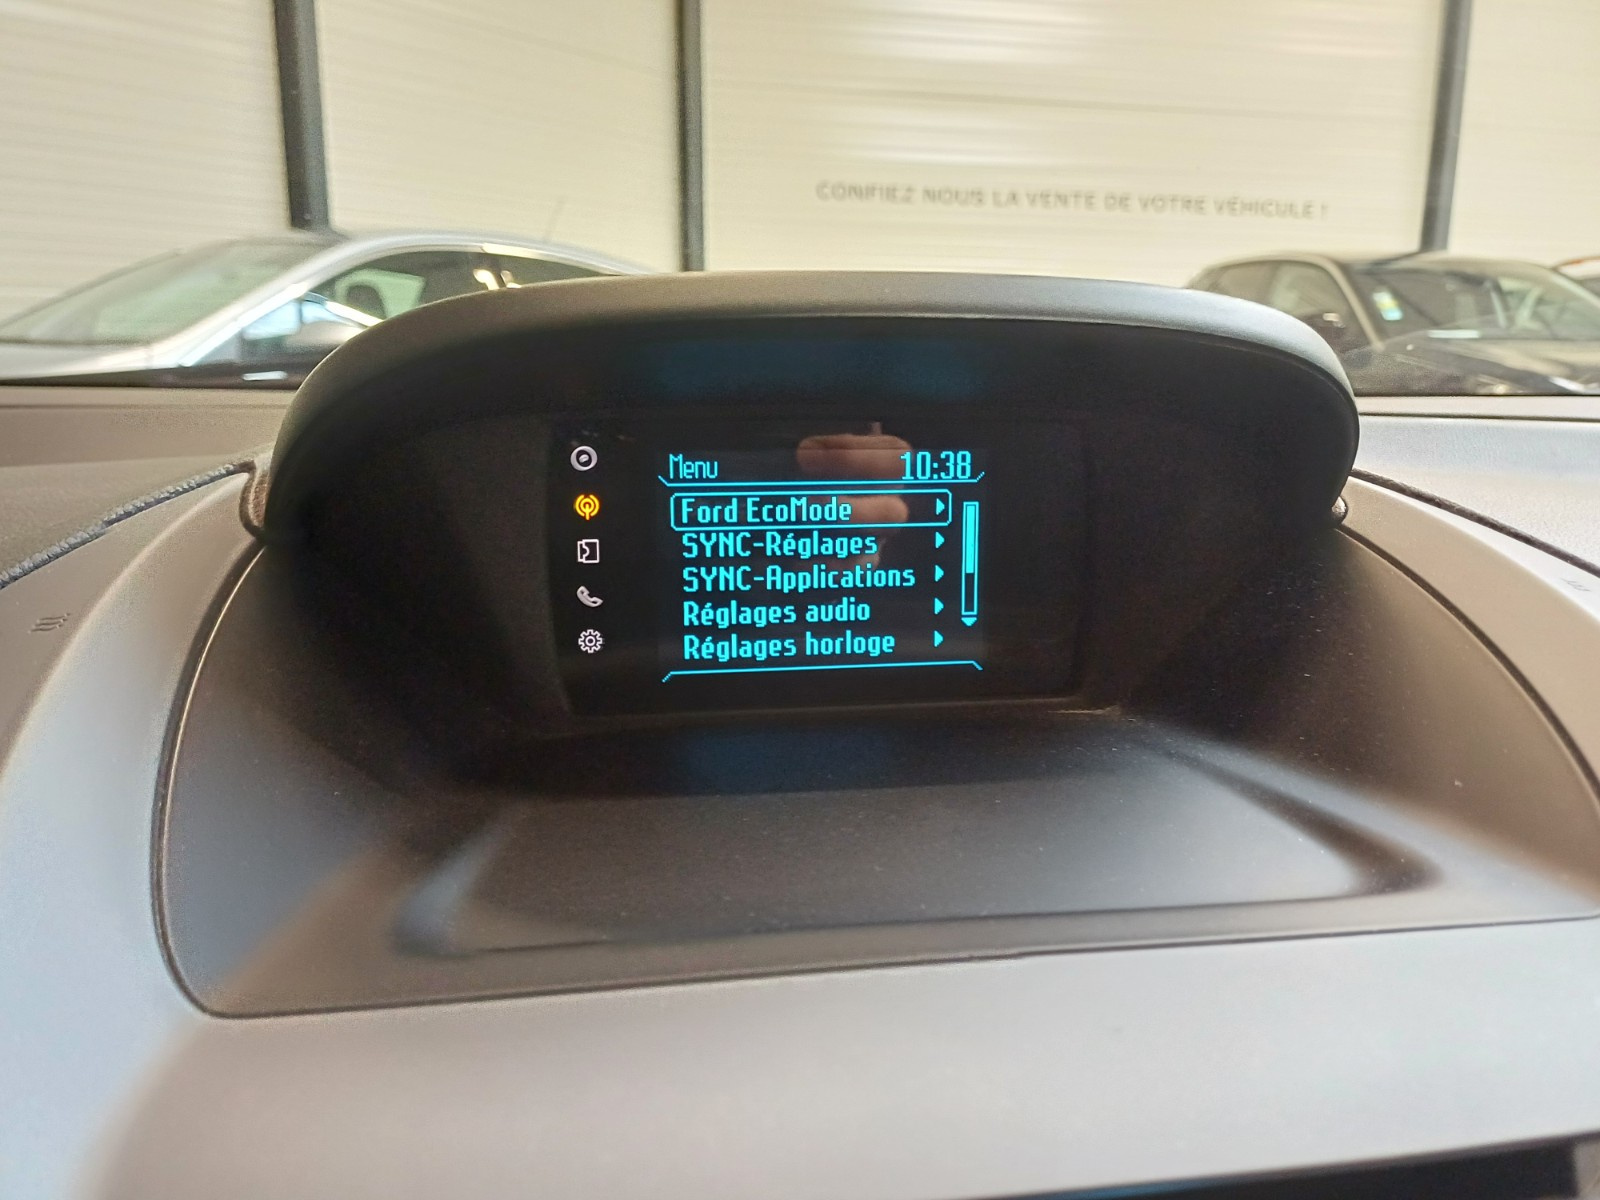 CONFIEZ NOUS LA VENTE DE VOTRE VÉHICULE !
Menu 10:38
Ford EcoMode
SYNC-Réglages
SYNC-Applications
Réglages audio
Réglages horloge